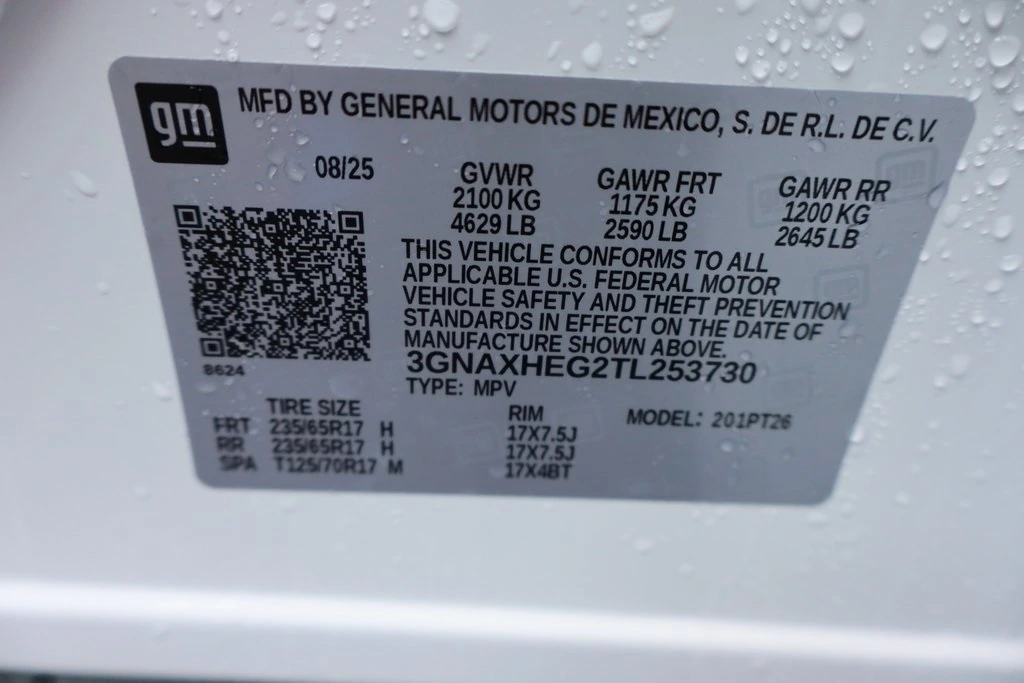 gm
MFD BY GENERAL MOTORS DE MEXICO, S. DE R.L. DE C.V.
08/25
GVWR
2100 KG
4629 LB
GAWR FRT
1175 KG
2590 LB
GAWR RR
1200 KG
2645 LB
THIS VEHICLE CONFORMS TO ALL
APPLICABLE U.S. FEDERAL MOTOR
VEHICLE SAFETY AND THEFT PREVENTION
STANDARDS IN EFFECT ON THE DATE OF
MANUFACTURE SHOWN ABOVE.
3GNAXHEG2TL253730
TYPE: MPV
8624
TIRE SIZE RIM MODEL: 201PT26
FRT 235/65R17 H 17X7.5J
RR 235/65R17 H 17X7.5J
SPA T125/70R17 M 17X4BT